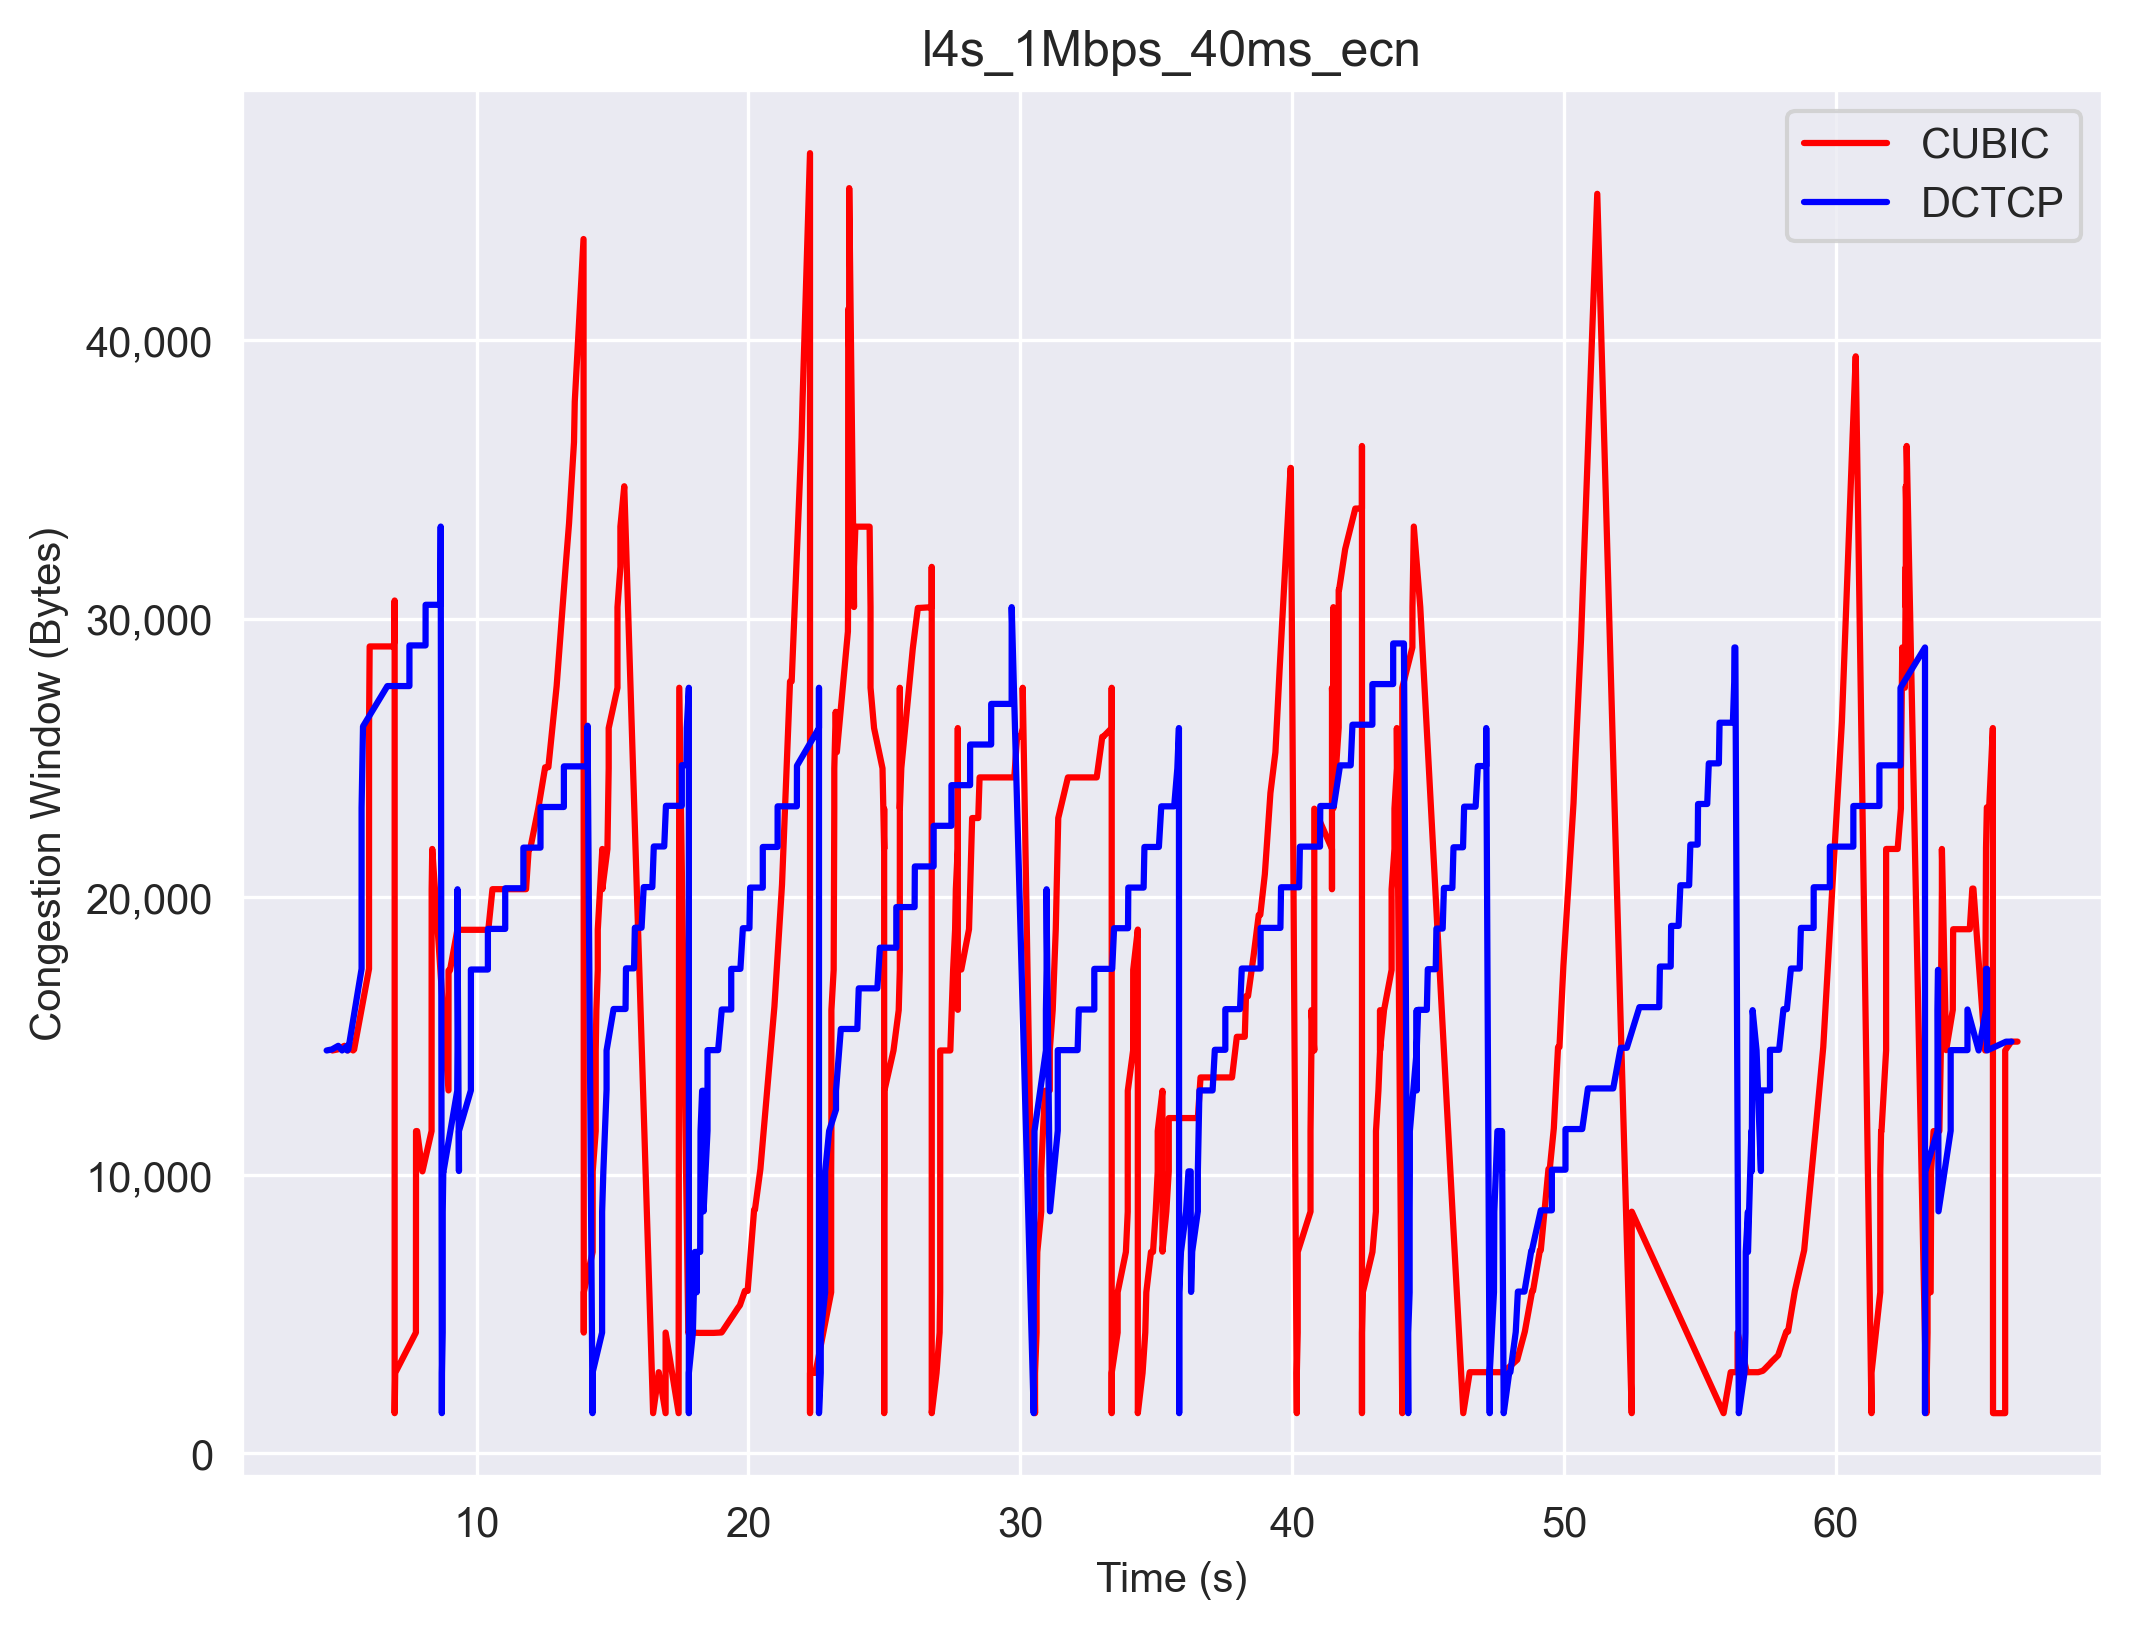 l4s_1Mbps_40ms_ecn
CUBIC
DCTCP
Congestion Window (Bytes)
40,000
30,000
20,000
10,000
0
10 20 30 40 50 60
Time (s)